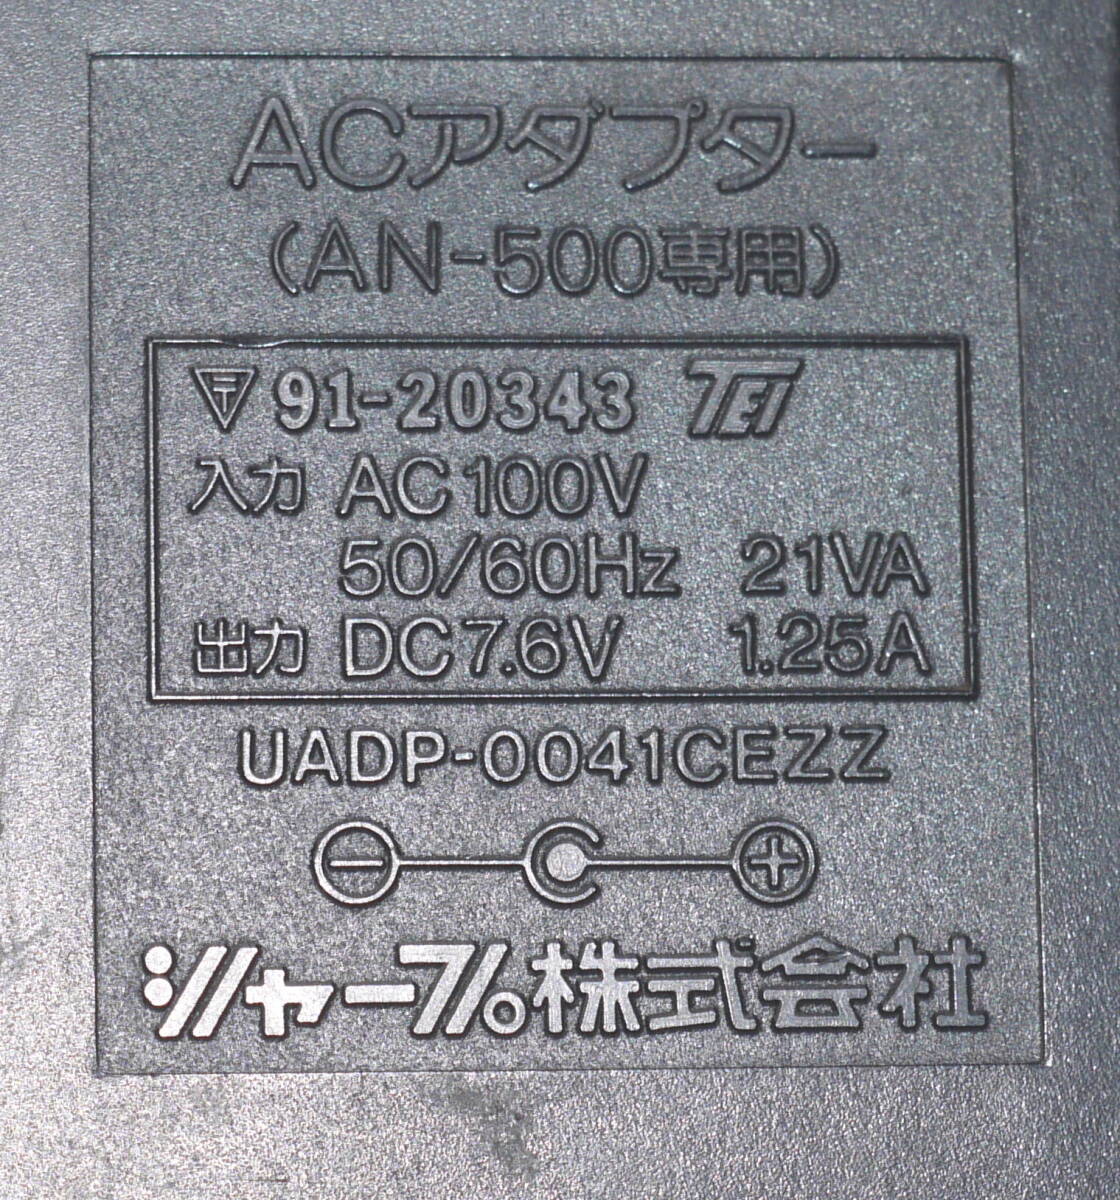 ACアダプター
(AN-500専用)
〒 91-20343 TET
入力 AC100V
50/60Hz 21VA
出力 DC7.6V 1.25A
UADP-0041CEZZ
シャープ株式会社